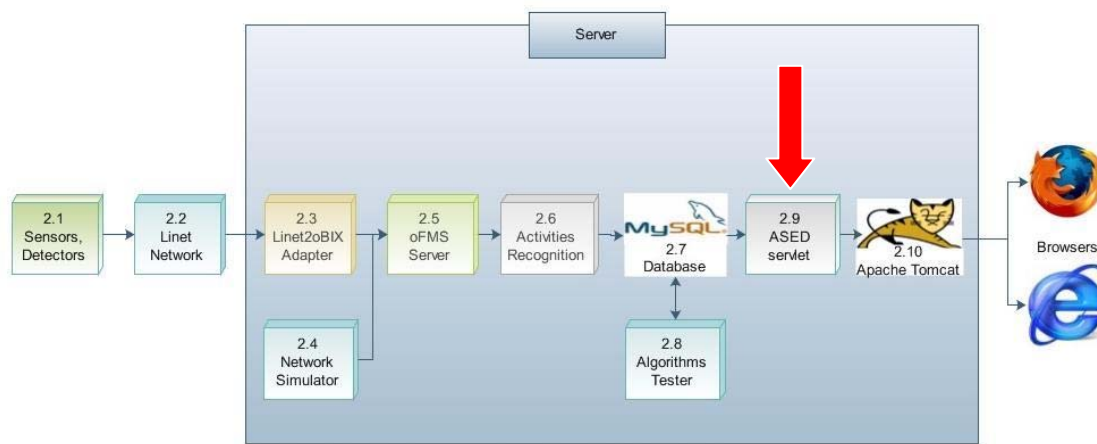 Server
2.1
Sensors,
Detectors
2.2
Linet
Network
2.3
Linet2oBIX
Adapter
2.5
oFMS
Server
2.6
Activities
Recognition
MySQL®
2.7
Database
2.9
ASED
servlet
2.10
Apache Tomcat
Browsers
2.4
Network
Simulator
2.8
Algorithms
Tester